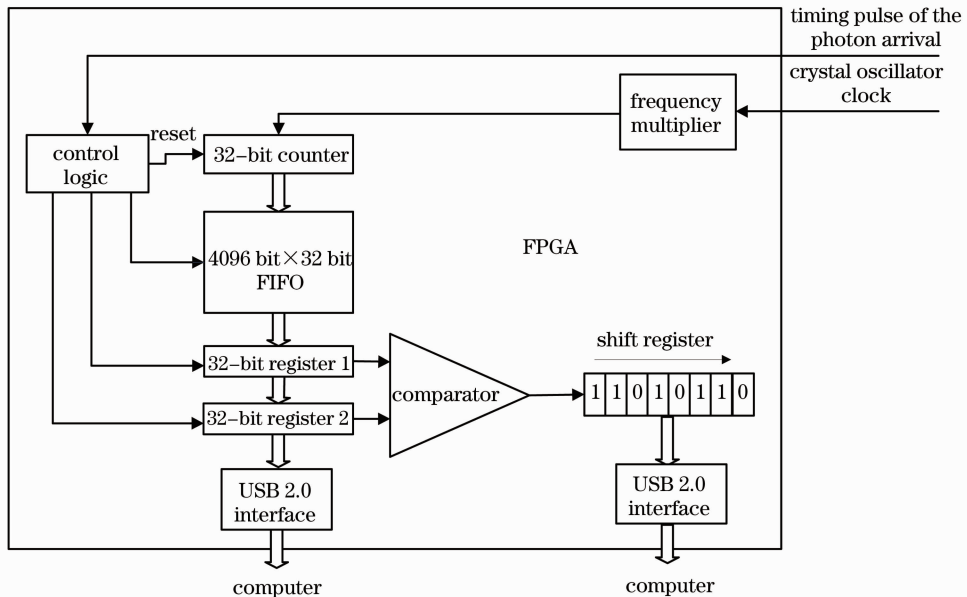 timing pulse of the
photon arrival
crystal oscillator
clock
frequency
multiplier
reset
control
logic
32-bit counter
4096 bit×32 bit
FIFO
FPGA
32-bit register 1
32-bit register 2
comparator
shift register
1 1 0 1 0 1 1 0
USB 2.0
interface
USB 2.0
interface
computer
computer